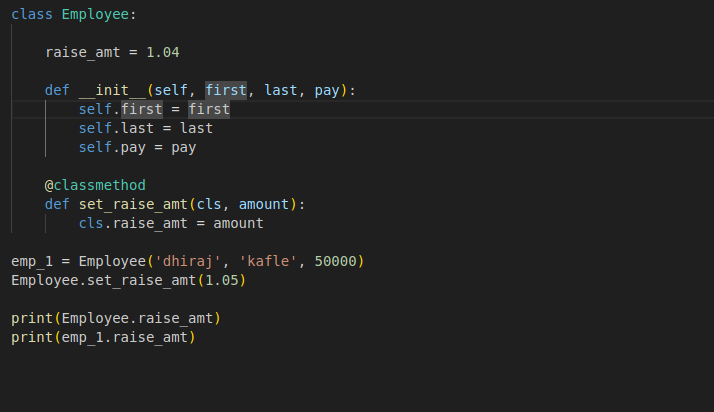 class Employee:
    raise_amt = 1.04
    def __init__(self, first, last, pay):
        self.first = first
        self.last = last
        self.pay = pay
    @classmethod
    def set_raise_amt(cls, amount):
        cls.raise_amt = amount
emp_1 = Employee('dhiraj', 'kafle', 50000)
Employee.set_raise_amt(1.05)
print(Employee.raise_amt)
print(emp_1.raise_amt)